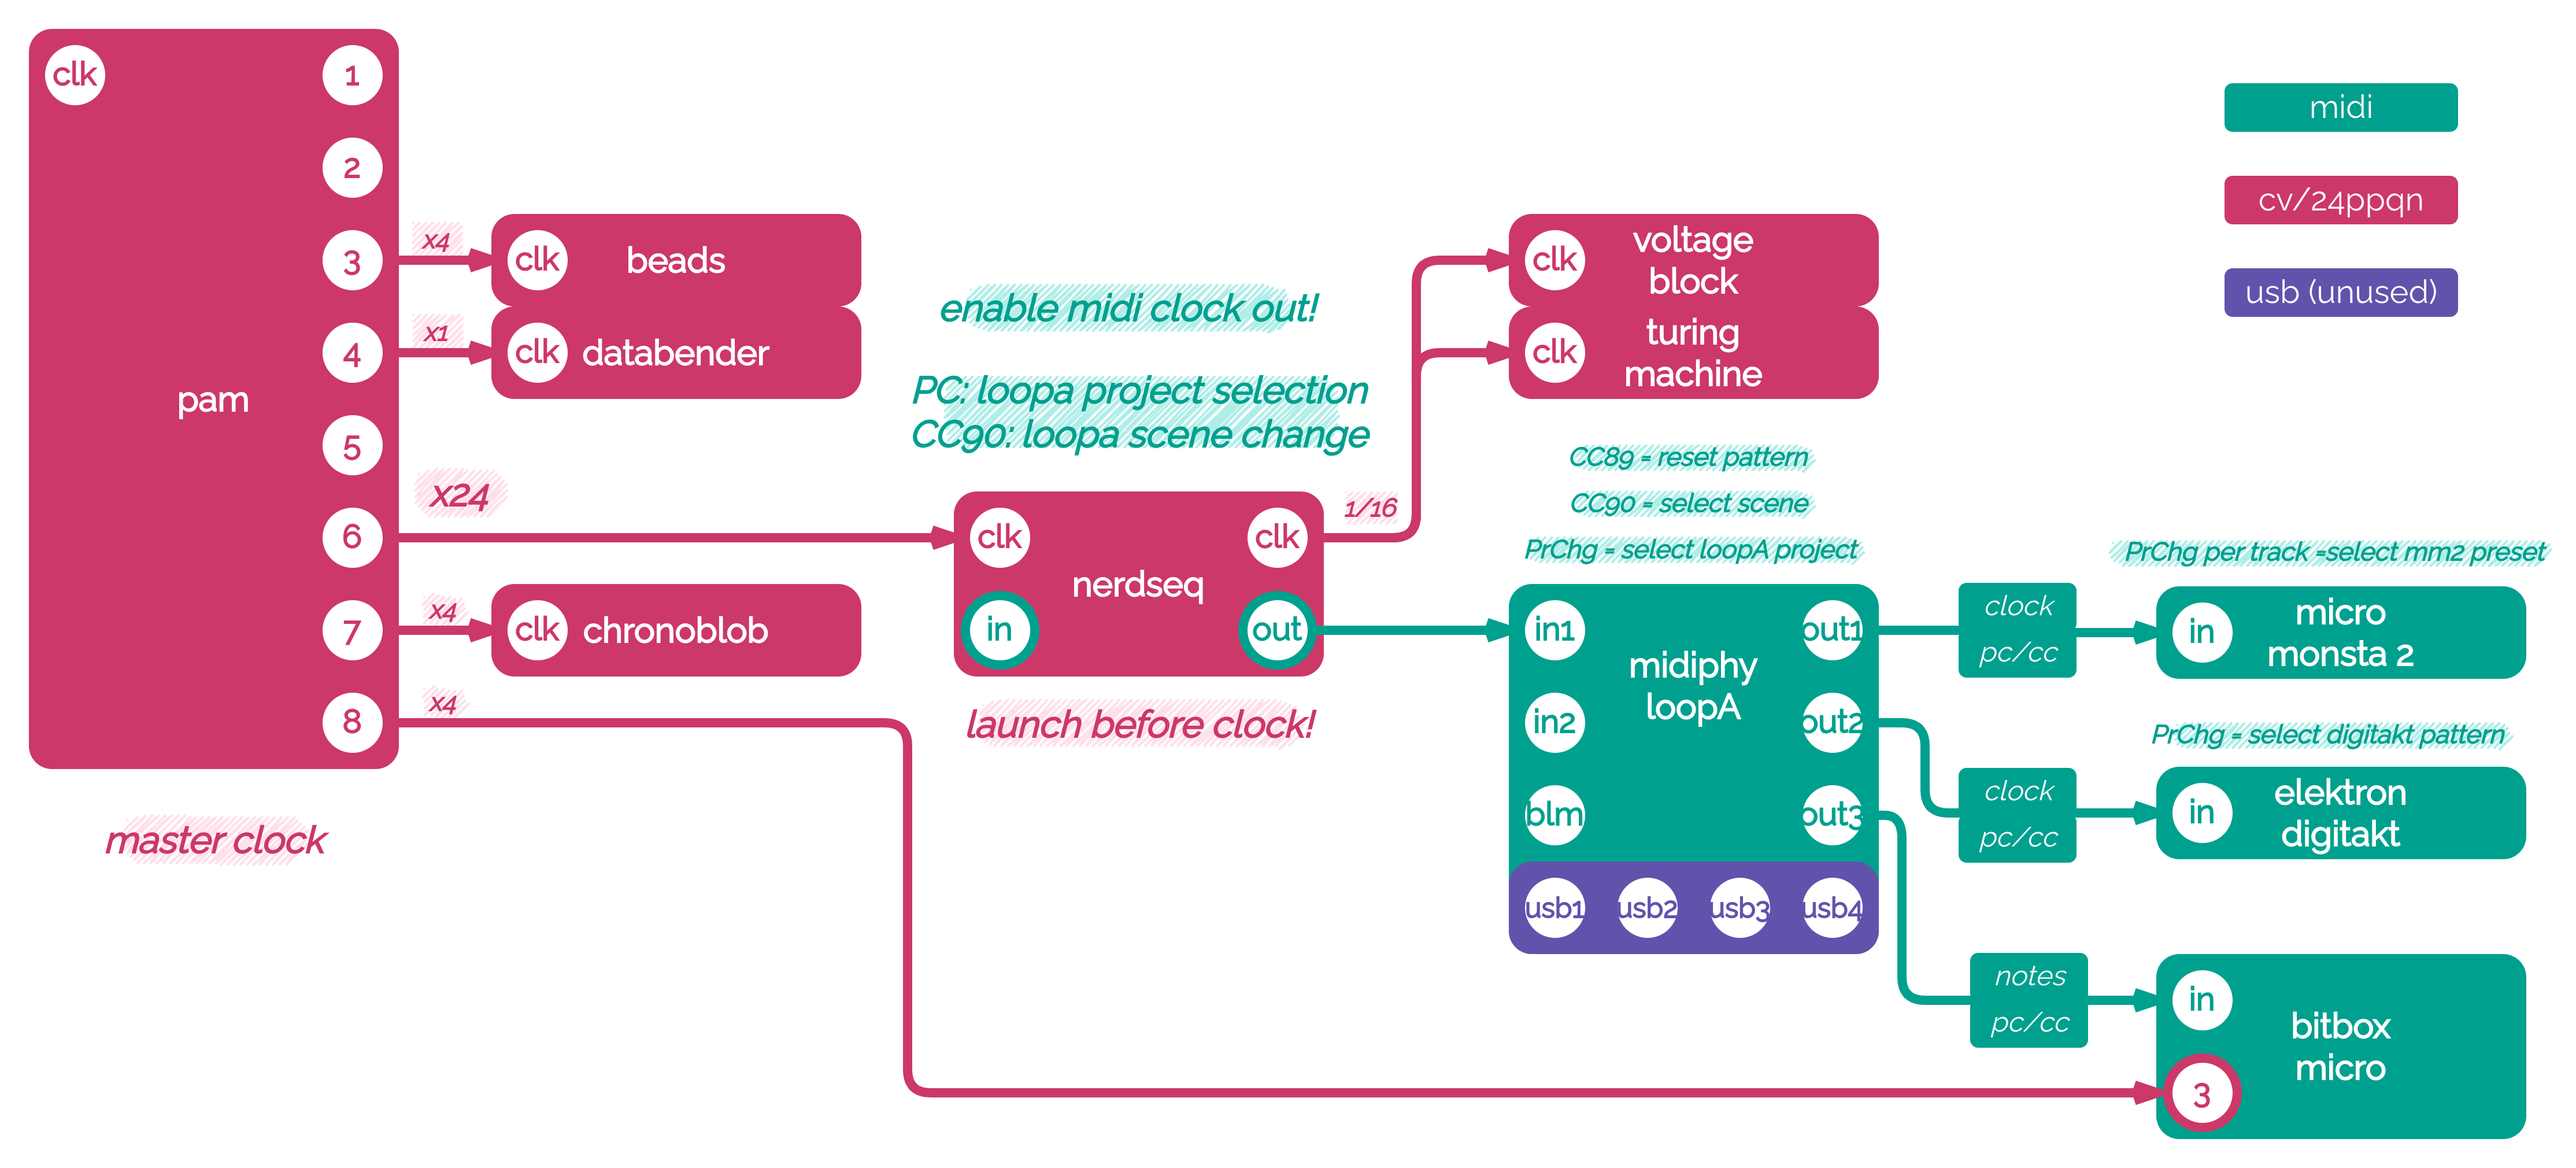 clk
1
2
3
4
5
6
7
8
pam
master clock
x4
x1
x24
x4
x4
clk
beads
clk
databender
clk
chronoblob
enable midi clock out!
PC: loopa project selection
CC90: loopa scene change
clk
clk
nerdseq
in
out
launch before clock!
1/16
clk
voltage
block
clk
turing
machine
CC89 = reset pattern
CC90 = select scene
PrChg = select loopA project
in1
out1
midiphy
loopA
in2
out2
blm
out3
usb1
usb2
usb3
usb4
midi
cv/24ppqn
usb (unused)
clock
pc/cc
PrChg per track =select mm2 preset
in
micro
monsta 2
clock
pc/cc
PrChg = select digitakt pattern
in
elektron
digitakt
notes
pc/cc
in
bitbox
micro
3